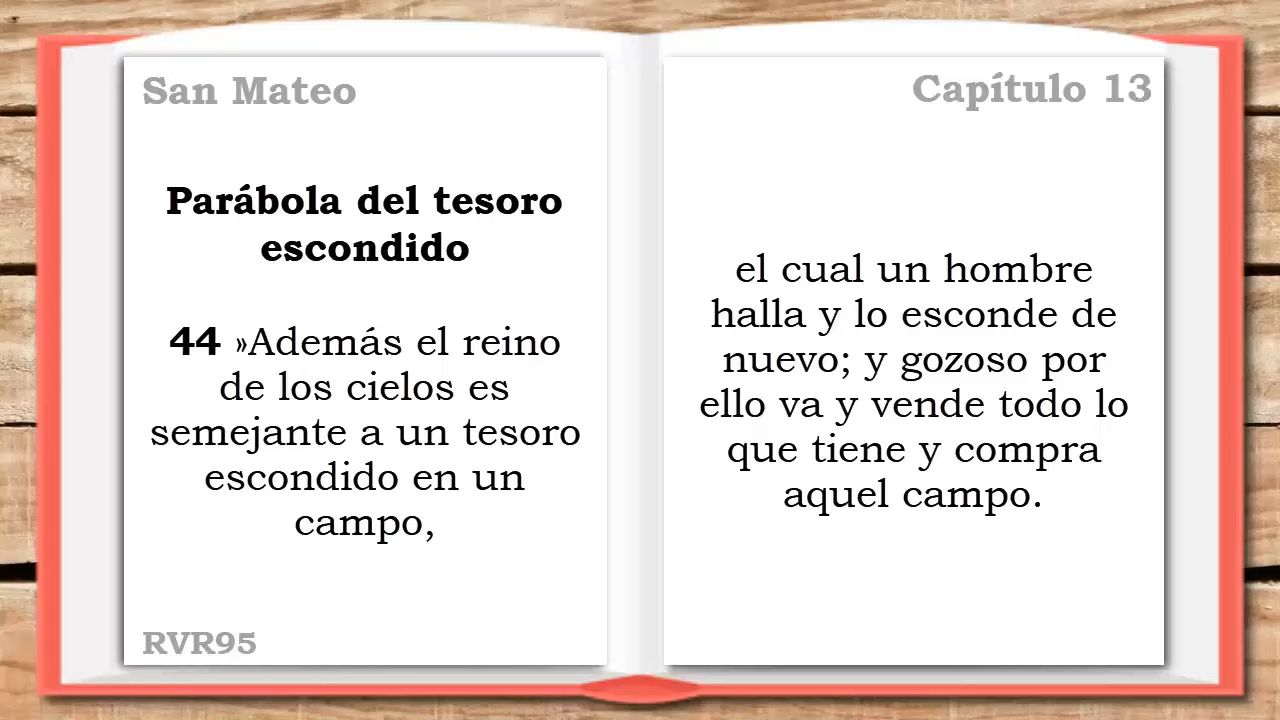 San Mateo
Parábola del tesoro
escondido
44 »Además el reino
de los cielos es
semejante a un tesoro
escondido en un
campo,
RVR95
Capítulo 13
el cual un hombre
halla y lo esconde de
nuevo; y gozoso por
ello va y vende todo lo
que tiene y compra
aquel campo.